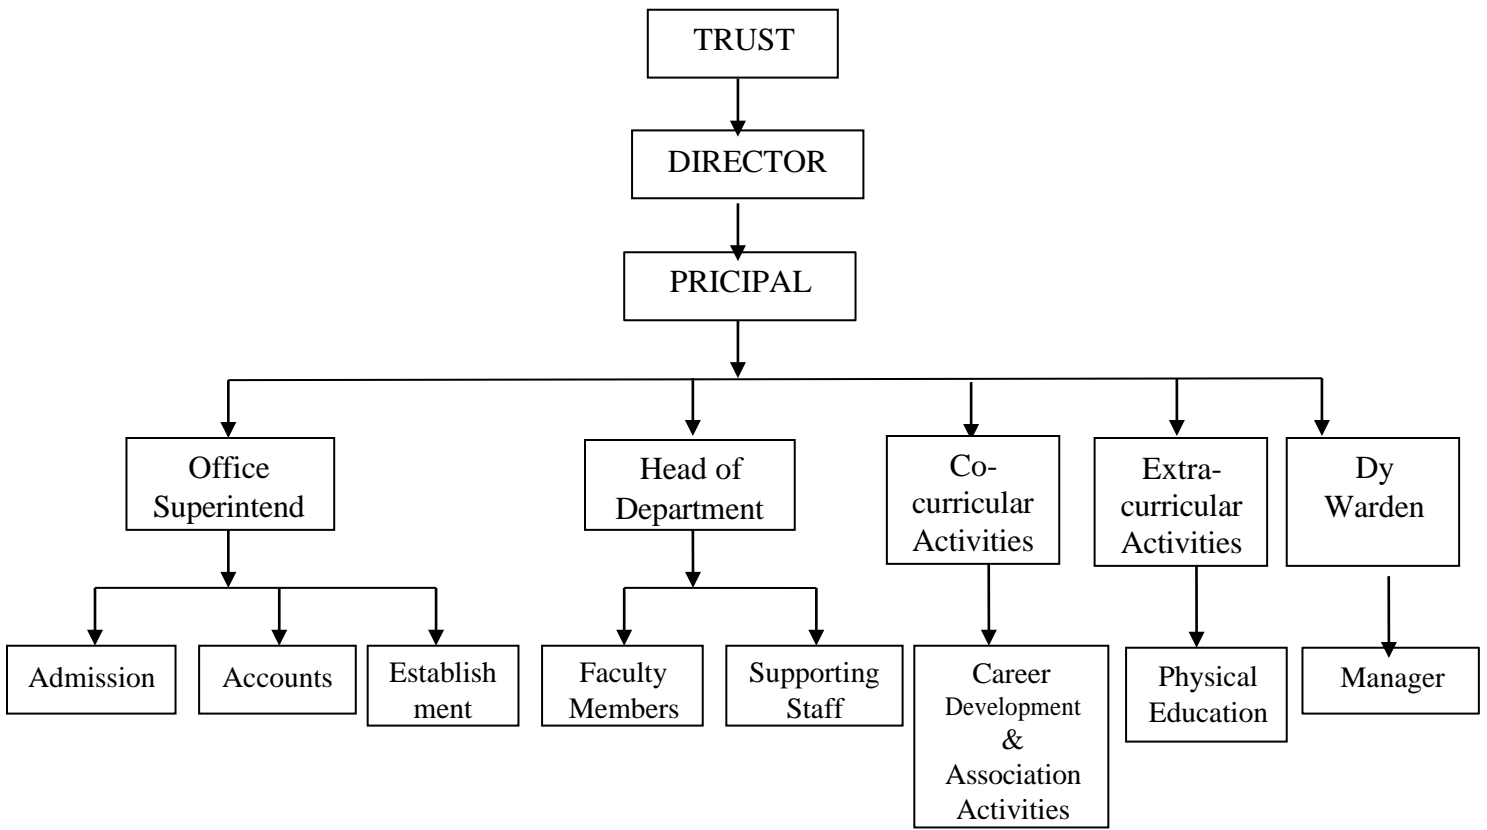 TRUST
DIRECTOR
PRICIPAL
Office
Superintend
Head of
Department
Co-
curricular
Activities
Extra-
curricular
Activities
Dy
Warden
Admission
Accounts
Establish
ment
Faculty
Members
Supporting
Staff
Career
Development
&
Association
Activities
Physical
Education
Manager